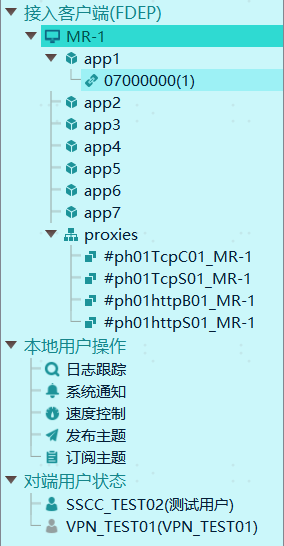 接入客户端(FDEP)
MR-1
app1
07000000(1)
app2
app3
app4
app5
app6
app7
proxies
#ph01TcpC01_MR-1
#ph01TcpS01_MR-1
#ph01httpB01_MR-1
#ph01httpS01_MR-1
本地用户操作
日志跟踪
系统通知
速度控制
发布主题
订阅主题
对端用户状态
SSCC_TEST02(测试用户)
VPN_TEST01(VPN_TEST01)